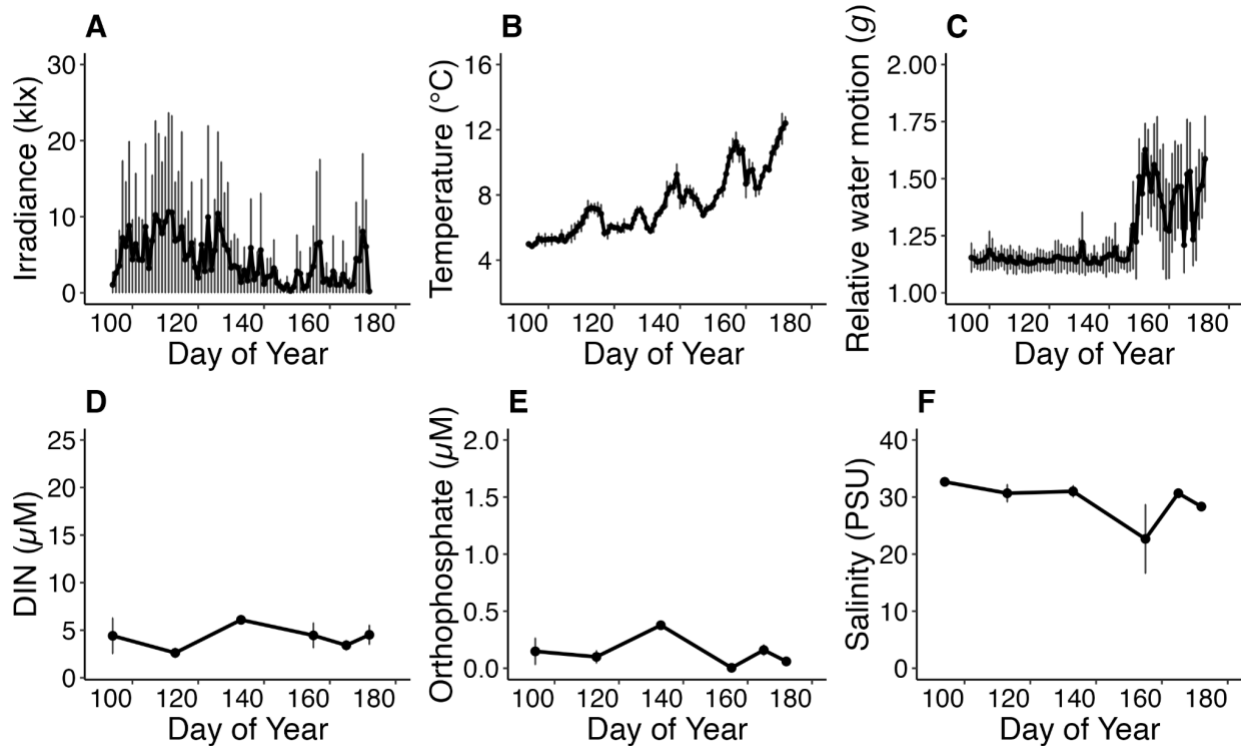 A
Irradiance (klx)
30
20
10
0
100 120 140 160 180
Day of Year
B
Temperature (°C)
16
12
8
4
100 120 140 160 180
Day of Year
C
Relative water motion (g)
2.00
1.75
1.50
1.25
1.00
100 120 140 160 180
Day of Year
D
DIN (µM)
25
20
15
10
5
0
100 120 140 160 180
Day of Year
E
Orthophosphate (µM)
2.0
1.5
1.0
0.5
0.0
100 120 140 160 180
Day of Year
F
Salinity (PSU)
40
30
20
10
0
100 120 140 160 180
Day of Year